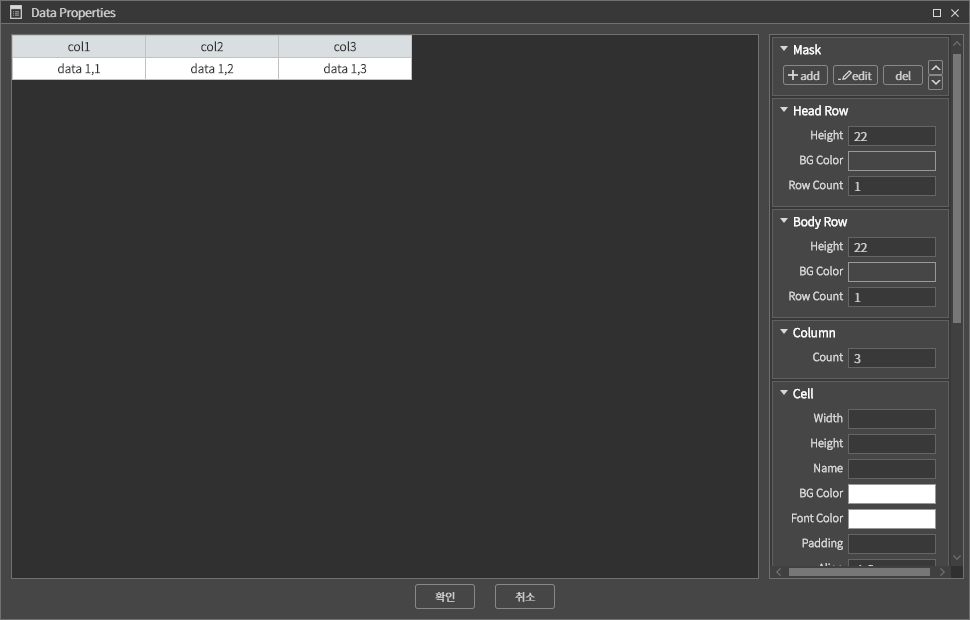 Data Properties
col1 col2 col3
data 1,1 data 1,2 data 1,3
Mask
add edit del
Head Row
Height 22
BG Color
Row Count 1
Body Row
Height 22
BG Color
Row Count 1
Column
Count 3
Cell
Width
Height
Name
BG Color
Font Color
Padding
확인 취소